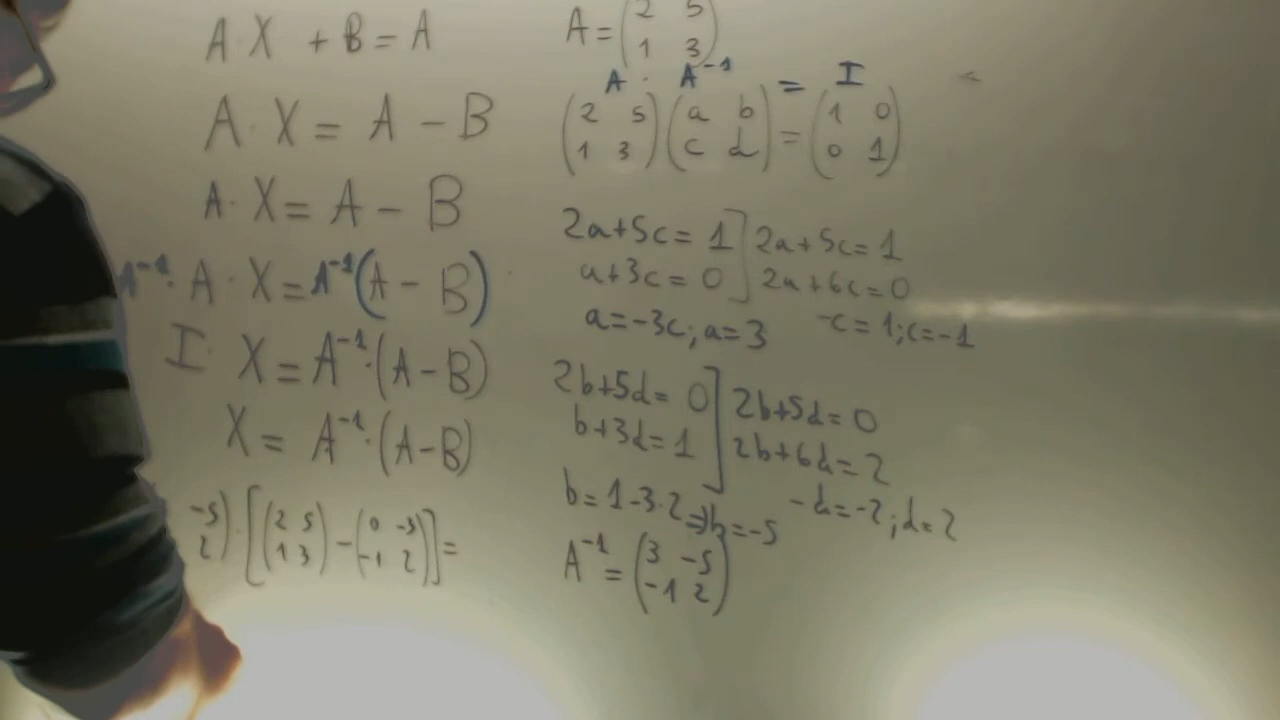 A · X + B = A
A · X = A - B
A · X = A - B
A⁻¹ · A · X = A⁻¹ (A - B)
I · X = A⁻¹ · (A - B)
X = A⁻¹ · (A - B)
-5
2 ) · [ ( 2 5
1 3 ) - ( 0 -3
-1 2 ) ] =
A = ( 2 5
1 3 )
A · A⁻¹ = I
( 2 5
1 3 ) ( a b
c d ) = ( 1 0
0 1 )
2a+5c = 1 ] 2a+5c = 1
a+3c = 0 ] 2a+6c = 0
a = -3c; a = 3 -c = 1; c = -1
2b+5d = 0 ] 2b+5d = 0
b+3d = 1 ] 2b+6d = 2
b = 1-3·2 ⇒ b = -5 -d = -2; d = 2
A⁻¹ = ( 3 -5
-1 2 )